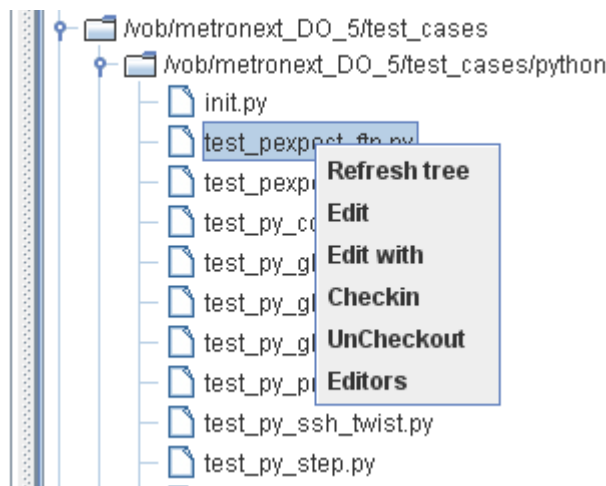 /vob/metronext_DO_5/test_cases
/vob/metronext_DO_5/test_cases/python
init.py
test_pexpect_ftp.py
Refresh tree
test_pexp
Edit
test_py_c
Edit with
test_py_gl
Checkin
test_py_gl
UnCheckout
test_py_gl
Editors
test_py_p
test_py_ssh_twist.py
test_py_step.py